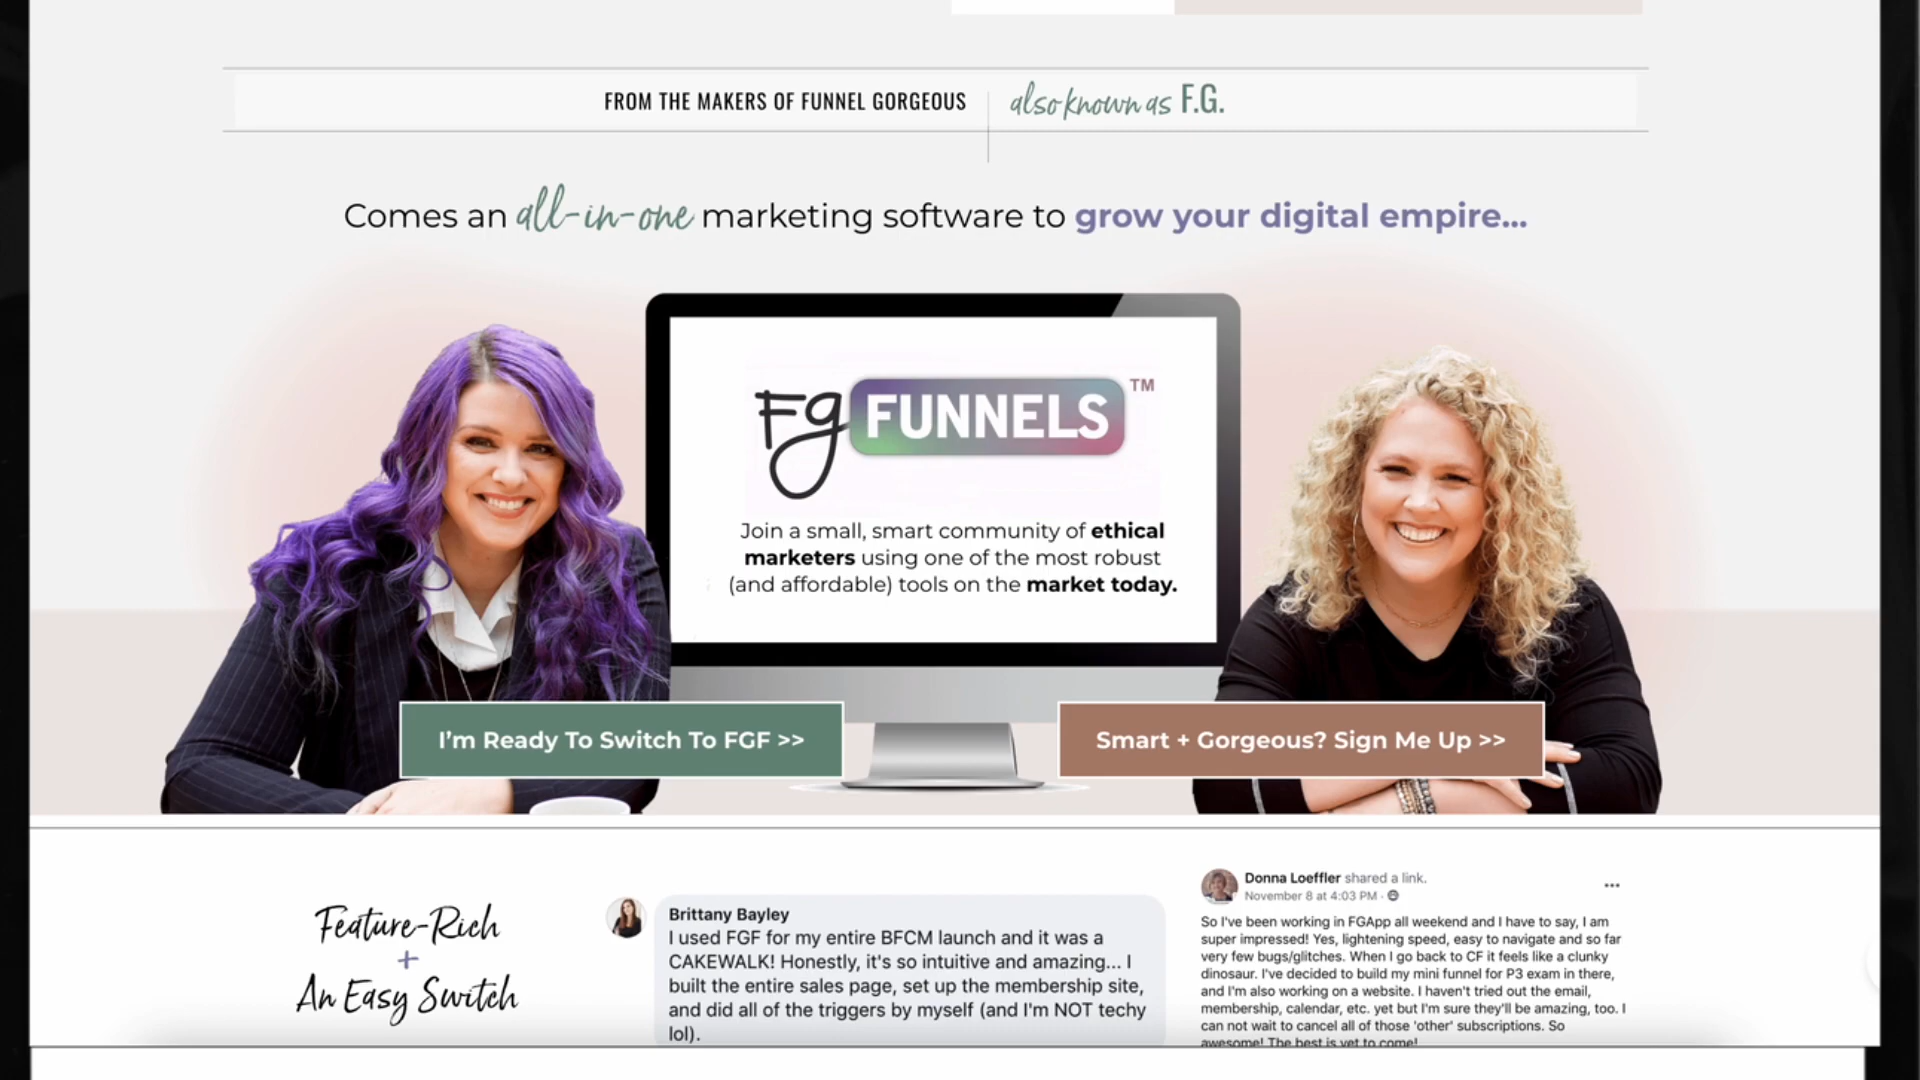 FROM THE MAKERS OF FUNNEL GORGEOUS
also known as F.G.
Comes an all-in-one marketing software to grow your digital empire...
Fg FUNNELS ™
Join a small, smart community of ethical
marketers using one of the most robust
(and affordable) tools on the market today.
I'm Ready To Switch To FGF >>
Smart + Gorgeous? Sign Me Up >>
Feature-Rich
+
An Easy Switch
Brittany Bayley
I used FGF for my entire BFCM launch and it was a
CAKEWALK! Honestly, it's so intuitive and amazing... I
built the entire sales page, set up the membership site,
and did all of the triggers by myself (and I'm NOT techy
lol).
Donna Loeffler shared a link.
November 8 at 4:03 PM ·
So I've been working in FGApp all weekend and I have to say, I am
super impressed! Yes, lightening speed, easy to navigate and so far
very few bugs/glitches. When I go back to CF it feels like a clunky
dinosaur. I've decided to build my mini funnel for P3 exam in there,
and I'm also working on a website. I haven't tried out the email,
membership, calendar, etc. yet but I'm sure they'll be amazing, too. I
can not wait to cancel all of those 'other' subscriptions. So
awesome! The best is yet to come!